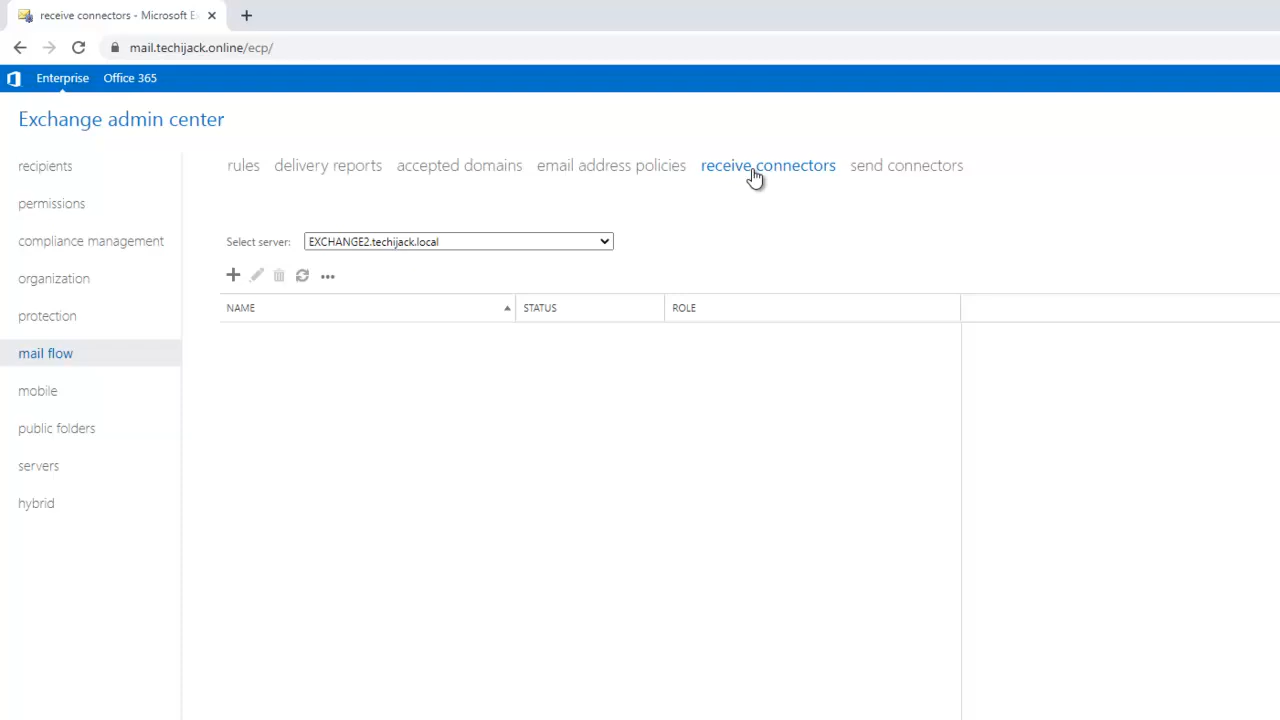 receive connectors - Microsoft E
mail.techijack.online/ecp/
Enterprise Office 365
Exchange admin center
recipients
permissions
compliance management
organization
protection
mail flow
mobile
public folders
servers
hybrid
rules delivery reports accepted domains email address policies receive connectors send connectors
Select server: EXCHANGE2.techijack.local
NAME STATUS ROLE